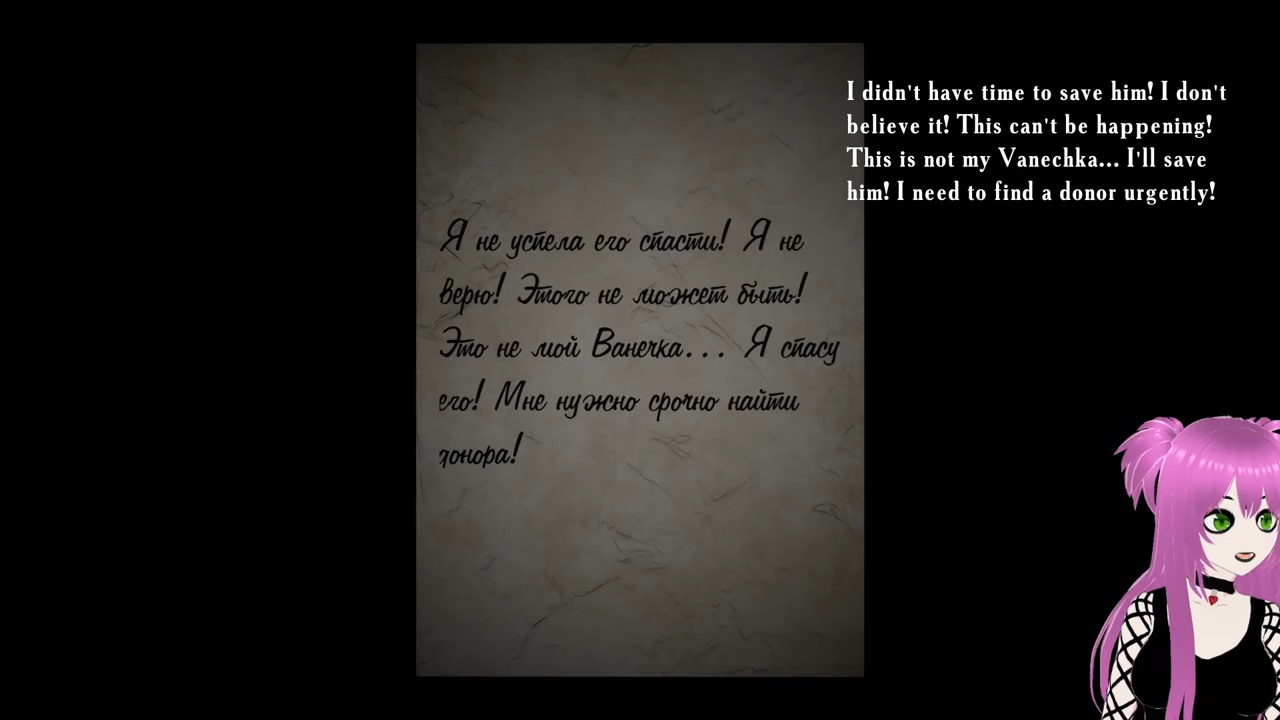 I didn't have time to save him! I don't
believe it! This can't be happening!
This is not my Vanechka... I'll save
him! I need to find a donor urgently!
Я не успела его спасти! Я не
верю! Этого не может быть!
Это не мой Ванечка... Я спасу
его! Мне нужно срочно найти
донора!